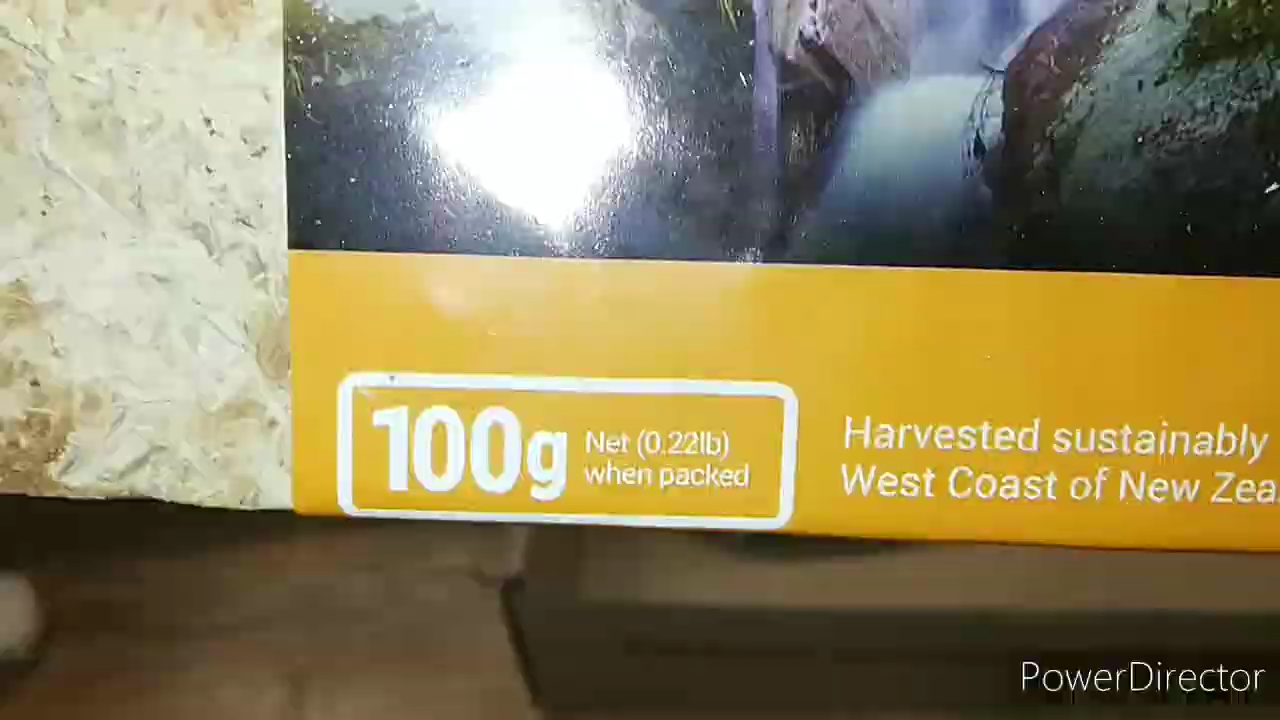 100g Net (0.22lb)
when packed
Harvested sustainably
West Coast of New Zea
PowerDirector